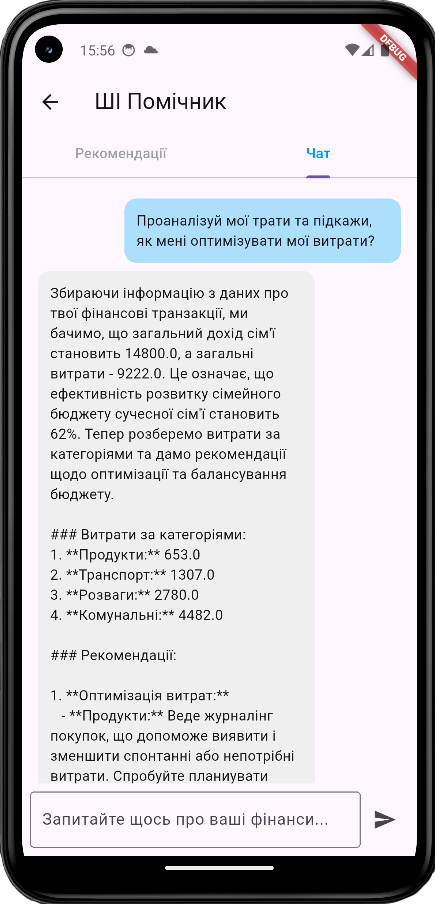 15:56
DEBUG
ШІ Помічник
Рекомендації
Чат
Проаналізуй мої трати та підкажи,
як мені оптимізувати мої витрати?
Збираючи інформацію з даних про
твої фінансові транзакції, ми
бачимо, що загальний дохід сім'ї
становить 14800.0, а загальні
витрати - 9222.0. Це означає, що
ефективність розвитку сімейного
бюджету сучесної сім'ї становить
62%. Тепер розберемо витрати за
категоріями та дамо рекомендації
щодо оптимізації та балансування
бюджету.
### Витрати за категоріями:
1. **Продукти:** 653.0
2. **Транспорт:** 1307.0
3. **Розваги:** 2780.0
4. **Комунальні:** 4482.0
### Рекомендації:
1. **Оптимізація витрат:**
- **Продукти:** Веде журналінг
покупок, що допоможе виявити і
зменшити спонтанні або непотрібні
витрати. Спробуйте планувати
Запитайте щось про ваші фінанси...